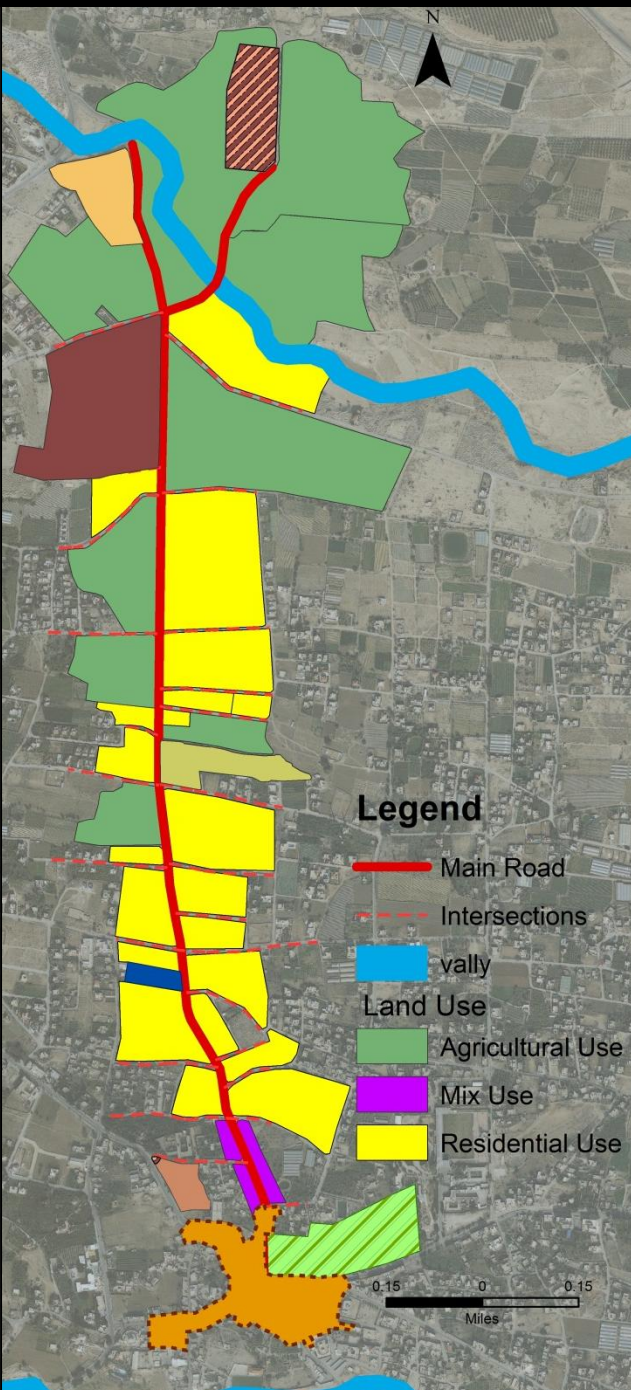 N
Legend
Main Road
Intersections
vally
Land Use
Agricultural Use
Mix Use
Residential Use
0.15 0 0.15
Miles